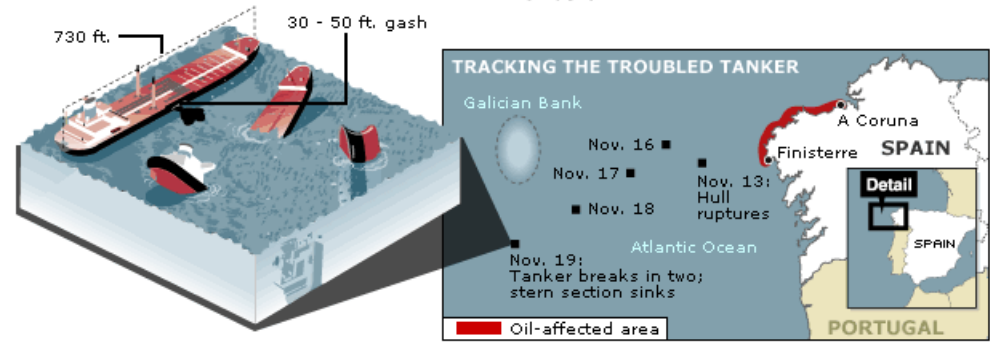 30 - 50 ft. gash
730 ft.
TRACKING THE TROUBLED TANKER
Galician Bank
A Coruna
Nov. 16
Finisterre
SPAIN
Nov. 17
Nov. 13:
Hull
ruptures
Nov. 18
Detail
Atlantic Ocean
SPAIN
Nov. 19:
Tanker breaks in two;
stern section sinks
Oil-affected area
PORTUGAL